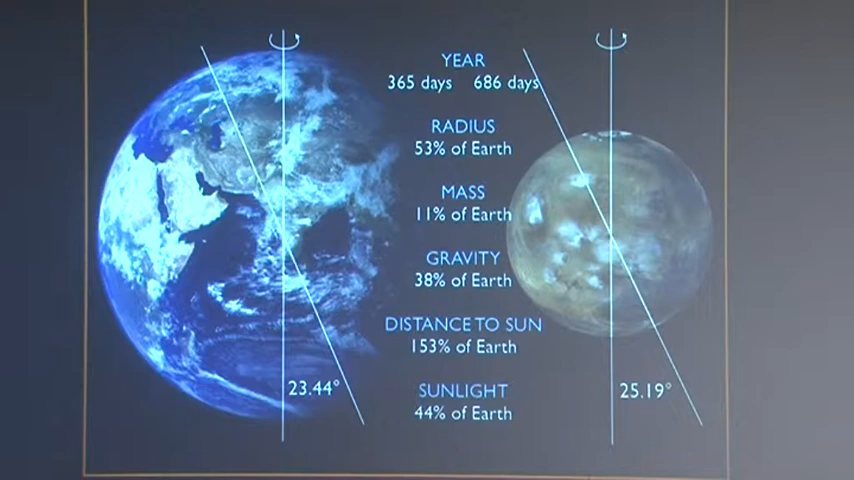 YEAR
365 days 686 days
RADIUS
53% of Earth
MASS
11% of Earth
GRAVITY
38% of Earth
DISTANCE TO SUN
153% of Earth
SUNLIGHT
44% of Earth
23.44°
25.19°